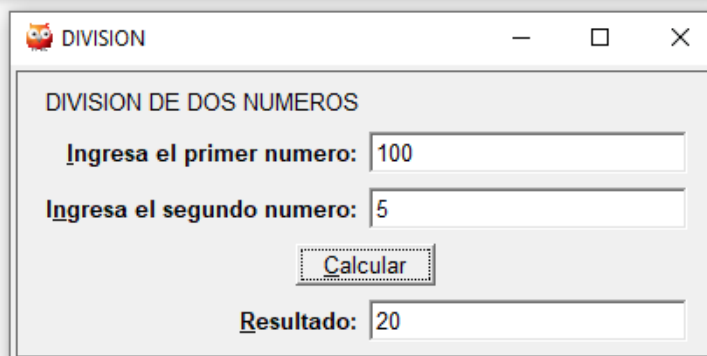 DIVISION
DIVISION DE DOS NUMEROS
Ingresa el primer numero: 100
Ingresa el segundo numero: 5
Calcular
Resultado: 20